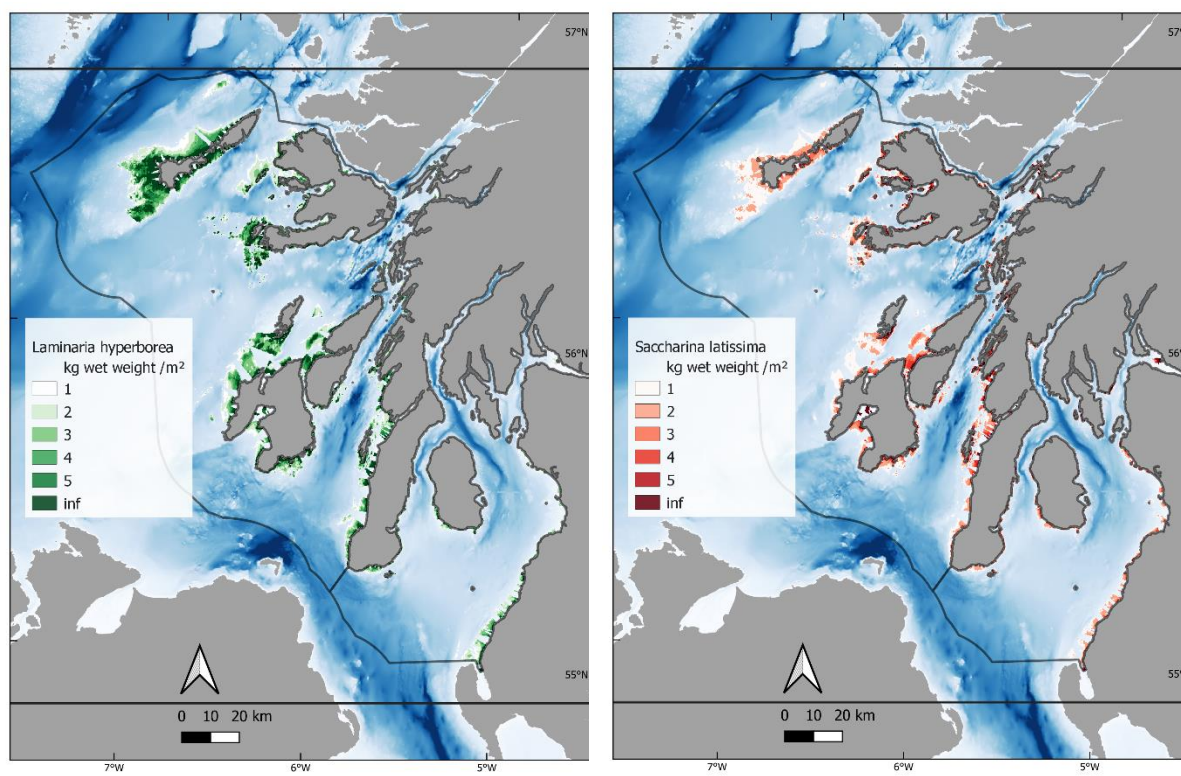 57°N
Laminaria hyperborea
kg wet weight /m²
1
2
3
4
5
inf
56°N
55°N
0 10 20 km
7°W 6°W 5°W
57°N
Saccharina latissima
kg wet weight /m²
1
2
3
4
5
inf
56°N
55°N
0 10 20 km
7°W 6°W 5°W